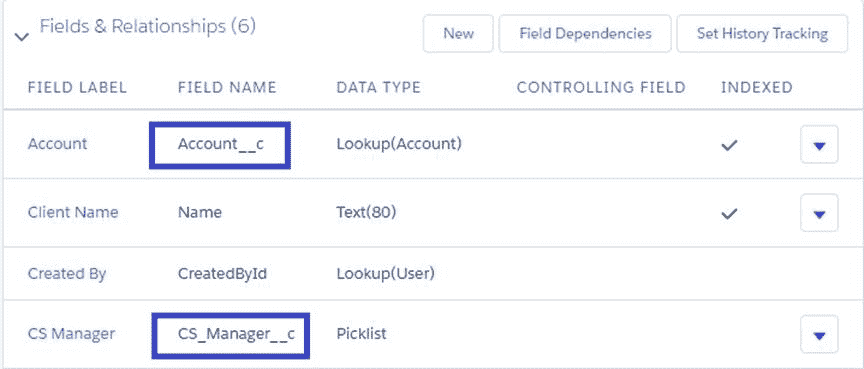 Fields & Relationships (6) New Field Dependencies Set History Tracking
FIELD LABEL FIELD NAME DATA TYPE CONTROLLING FIELD INDEXED
Account Account__c Lookup(Account)
Client Name Name Text(80)
Created By CreatedById Lookup(User)
CS Manager CS_Manager__c Picklist